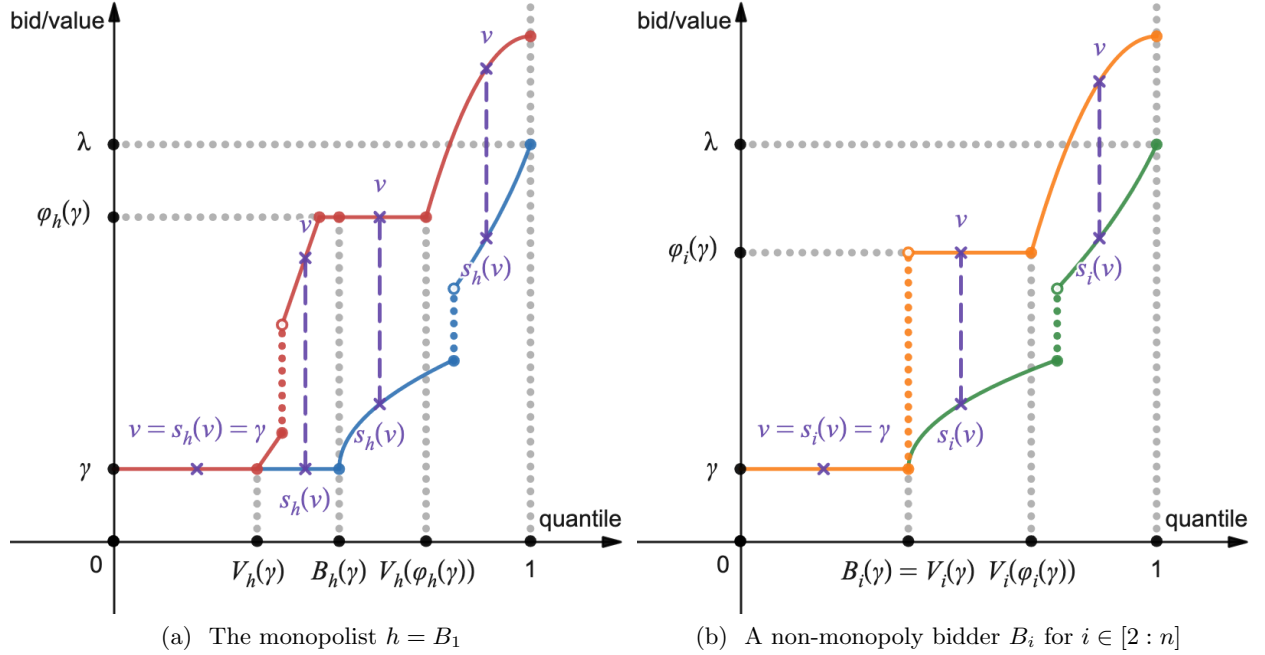 bid/value
v
λ
v
φ_h(γ)
v
s_h(v)
v = s_h(v) = γ
s_h(v)
γ
s_h(v)
quantile
0
V_h(γ) B_h(γ) V_h(φ_h(γ)) 1
(a) The monopolist h = B_1
bid/value
v
λ
v
φ_i(γ)
s_i(v)
v = s_i(v) = γ
s_i(v)
γ
quantile
0
B_i(γ) = V_i(γ) V_i(φ_i(γ)) 1
(b) A non-monopoly bidder B_i for i ∈ [2 : n]